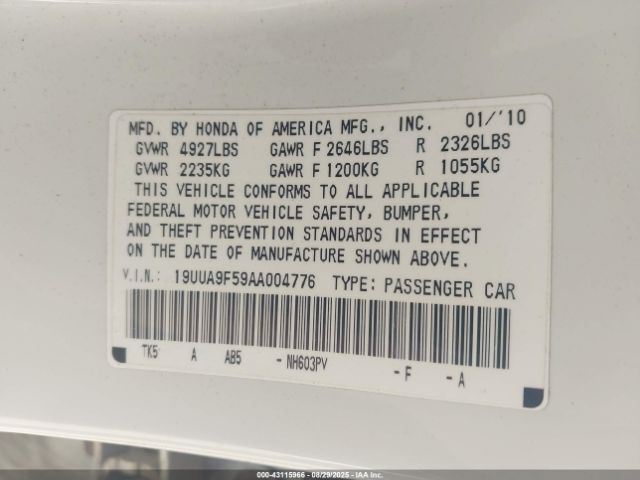 MFD. BY HONDA OF AMERICA MFG., INC. 01/'10
GVWR 4927LBS GAWR F 2646LBS R 2326LBS
GVWR 2235KG GAWR F 1200KG R 1055KG
THIS VEHICLE CONFORMS TO ALL APPLICABLE
FEDERAL MOTOR VEHICLE SAFETY, BUMPER,
AND THEFT PREVENTION STANDARDS IN EFFECT
ON THE DATE OF MANUFACTURE SHOWN ABOVE.
V.I.N.: 19UUA9F59AA004776 TYPE: PASSENGER CAR
TK5 A AB5 - NH603PV - F - A
000-43115966 - 08/29/2025 - IAA Inc.